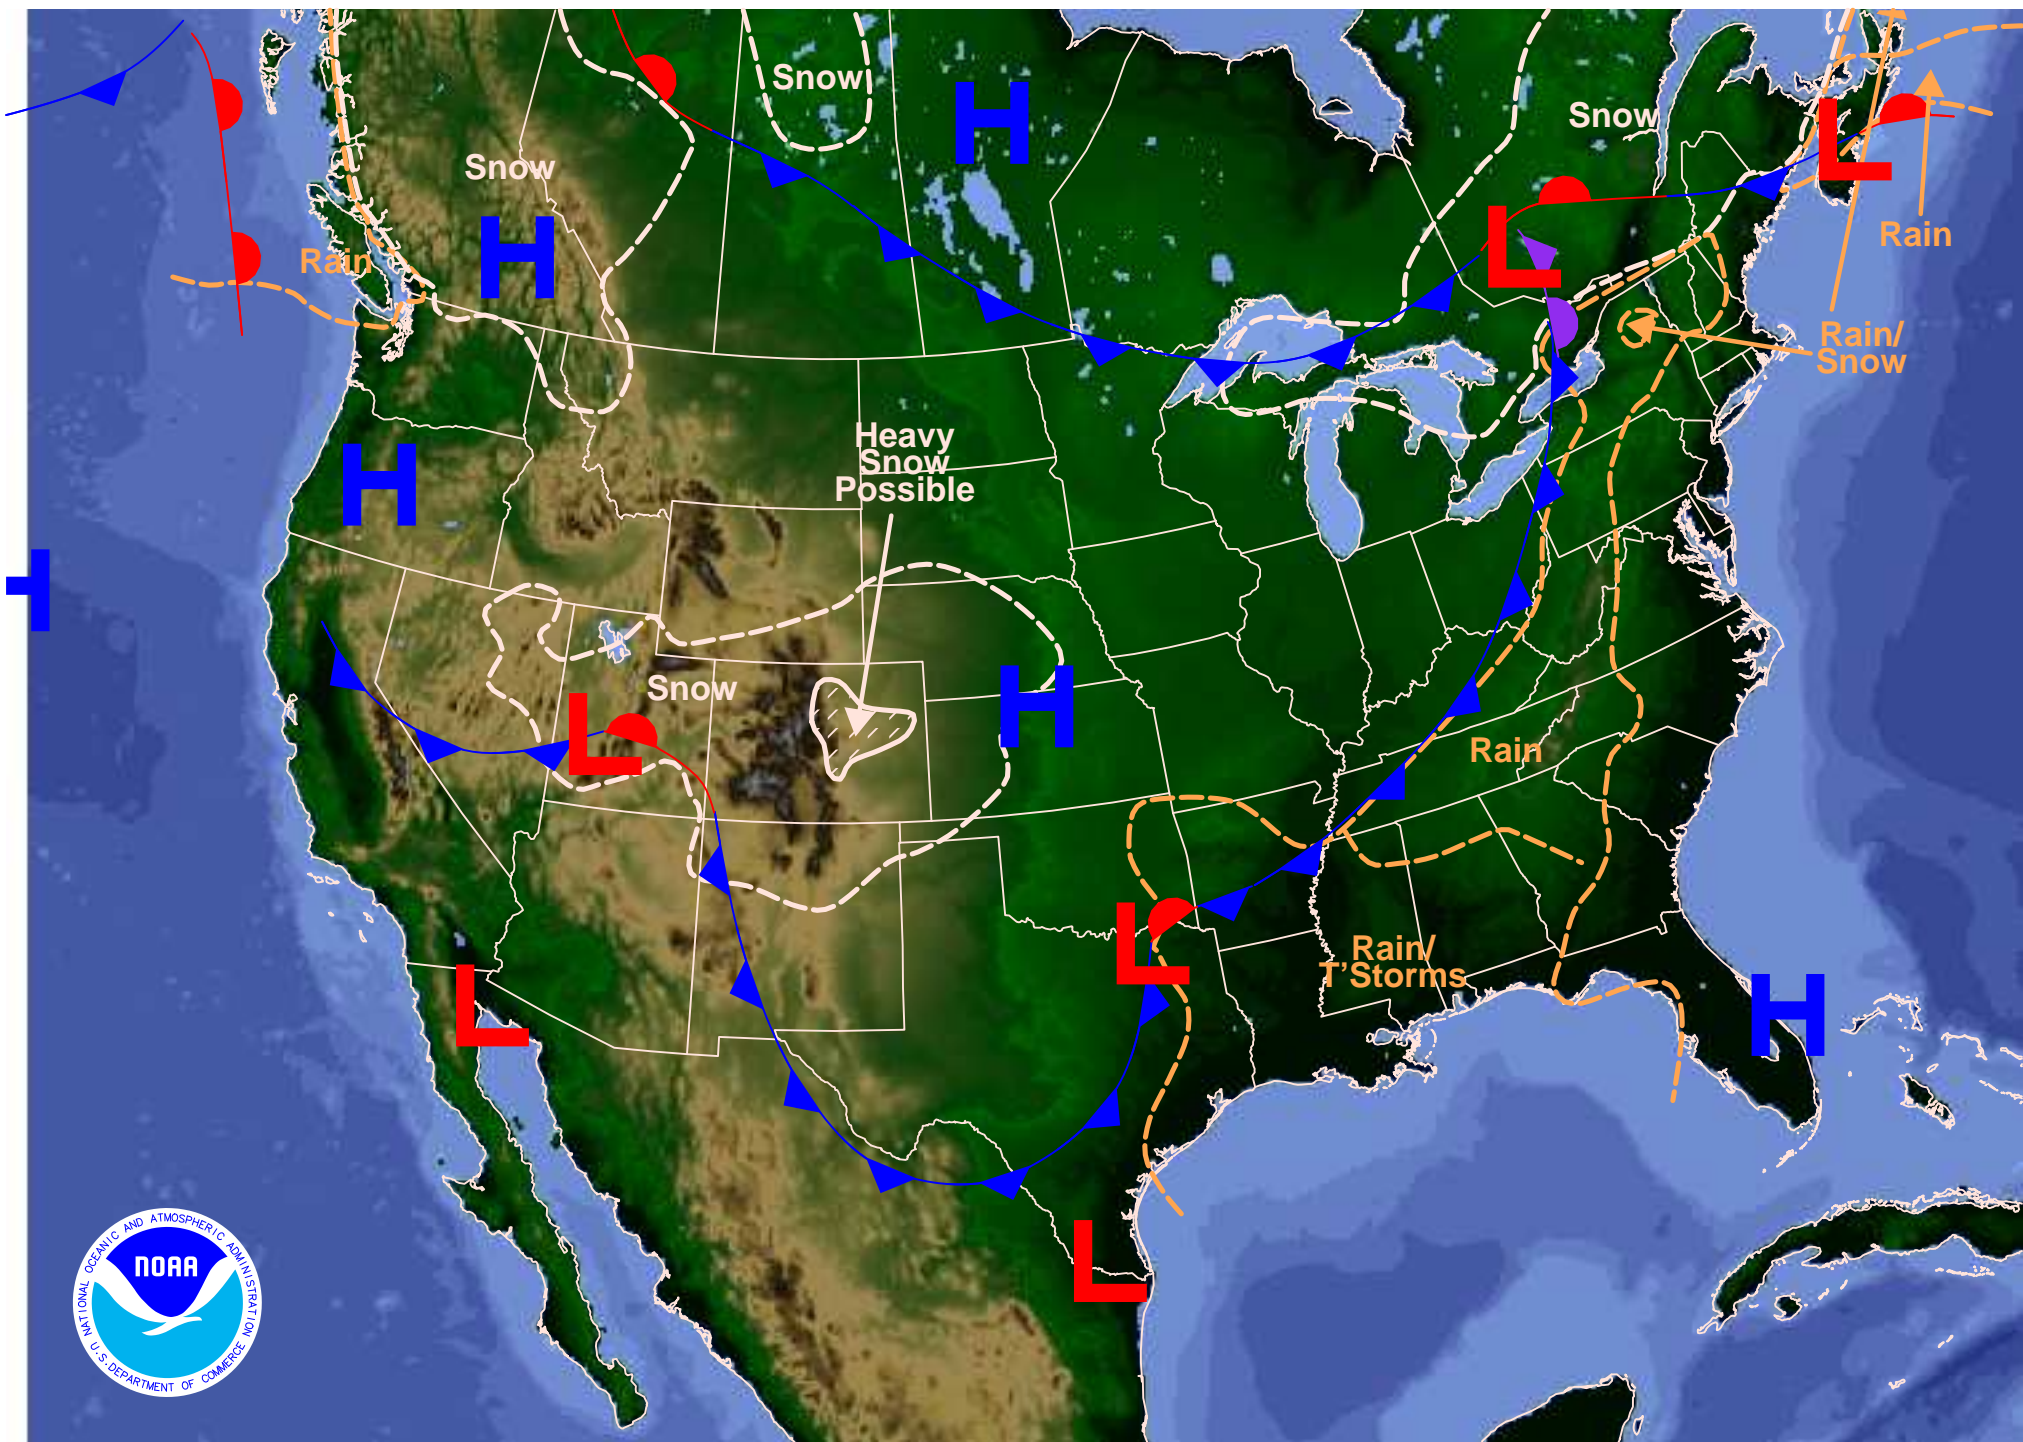 Snow
H
Snow
L
Snow
H
Rain
Rain
L
Rain/
Snow
Heavy
Snow
Possible
H
H
Snow
H
L
Rain
L
Rain/
T'Storms
L
H
L
NATIONAL OCEANIC AND ATMOSPHERIC ADMINISTRATION
NOAA
U.S. DEPARTMENT OF COMMERCE